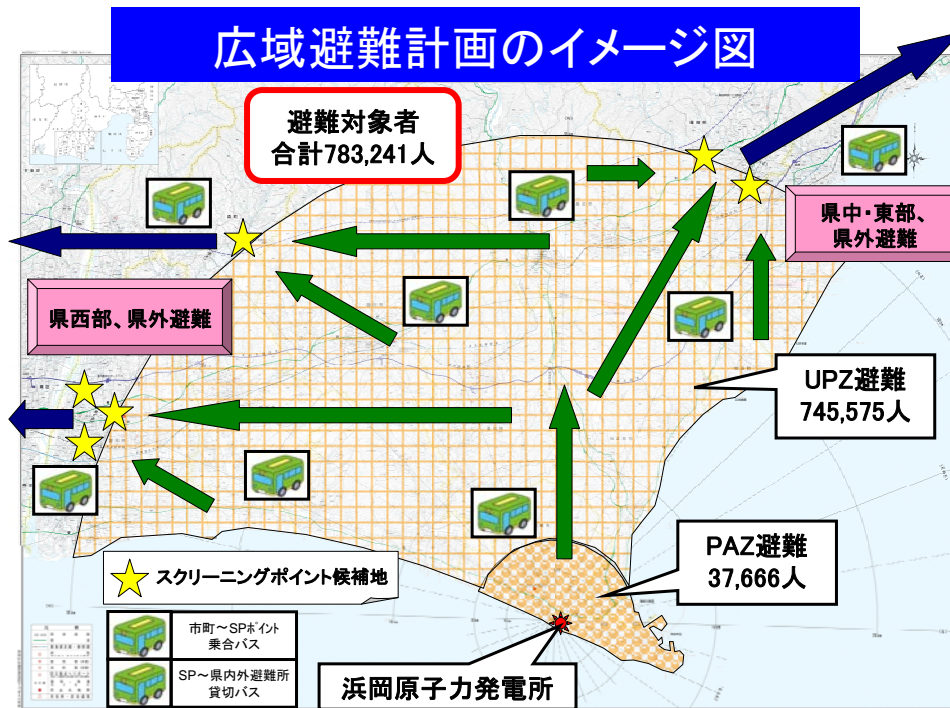 広域避難計画のイメージ図
避難対象者
合計783,241人
県中・東部、
県外避難
県西部、県外避難
UPZ避難
745,575人
PAZ避難
37,666人
スクリーニングポイント候補地
市町～SPポイント
乗合バス
SP～県内外避難所
貸切バス
浜岡原子力発電所